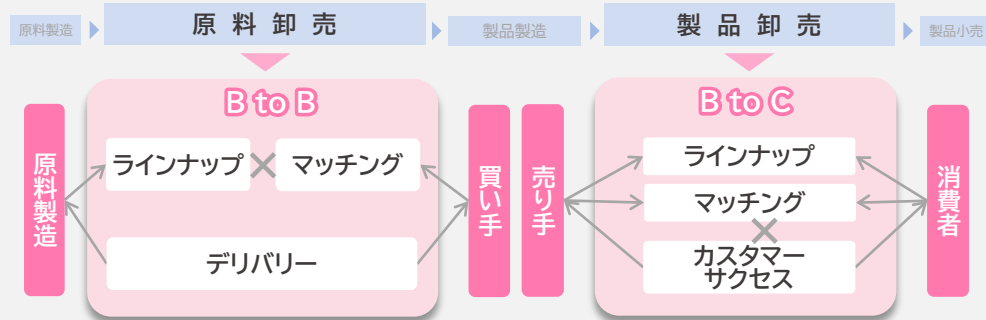 原料製造
原料卸売
製品製造
製品卸売
製品小売
B to B
原料製造
ラインナップ
マッチング
デリバリー
買い手
売り手
B to C
ラインナップ
マッチング
カスタマー
サクセス
消費者